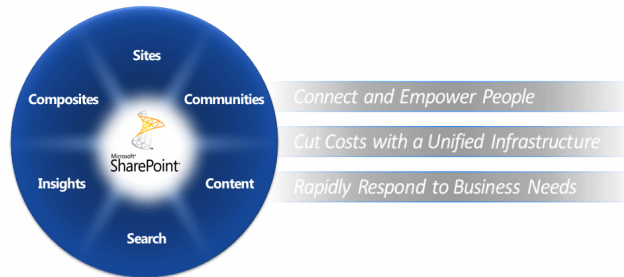 Sites
Composites
Communities
Microsoft®
SharePoint®
Insights
Content
Search
Connect and Empower People
Cut Costs with a Unified Infrastructure
Rapidly Respond to Business Needs